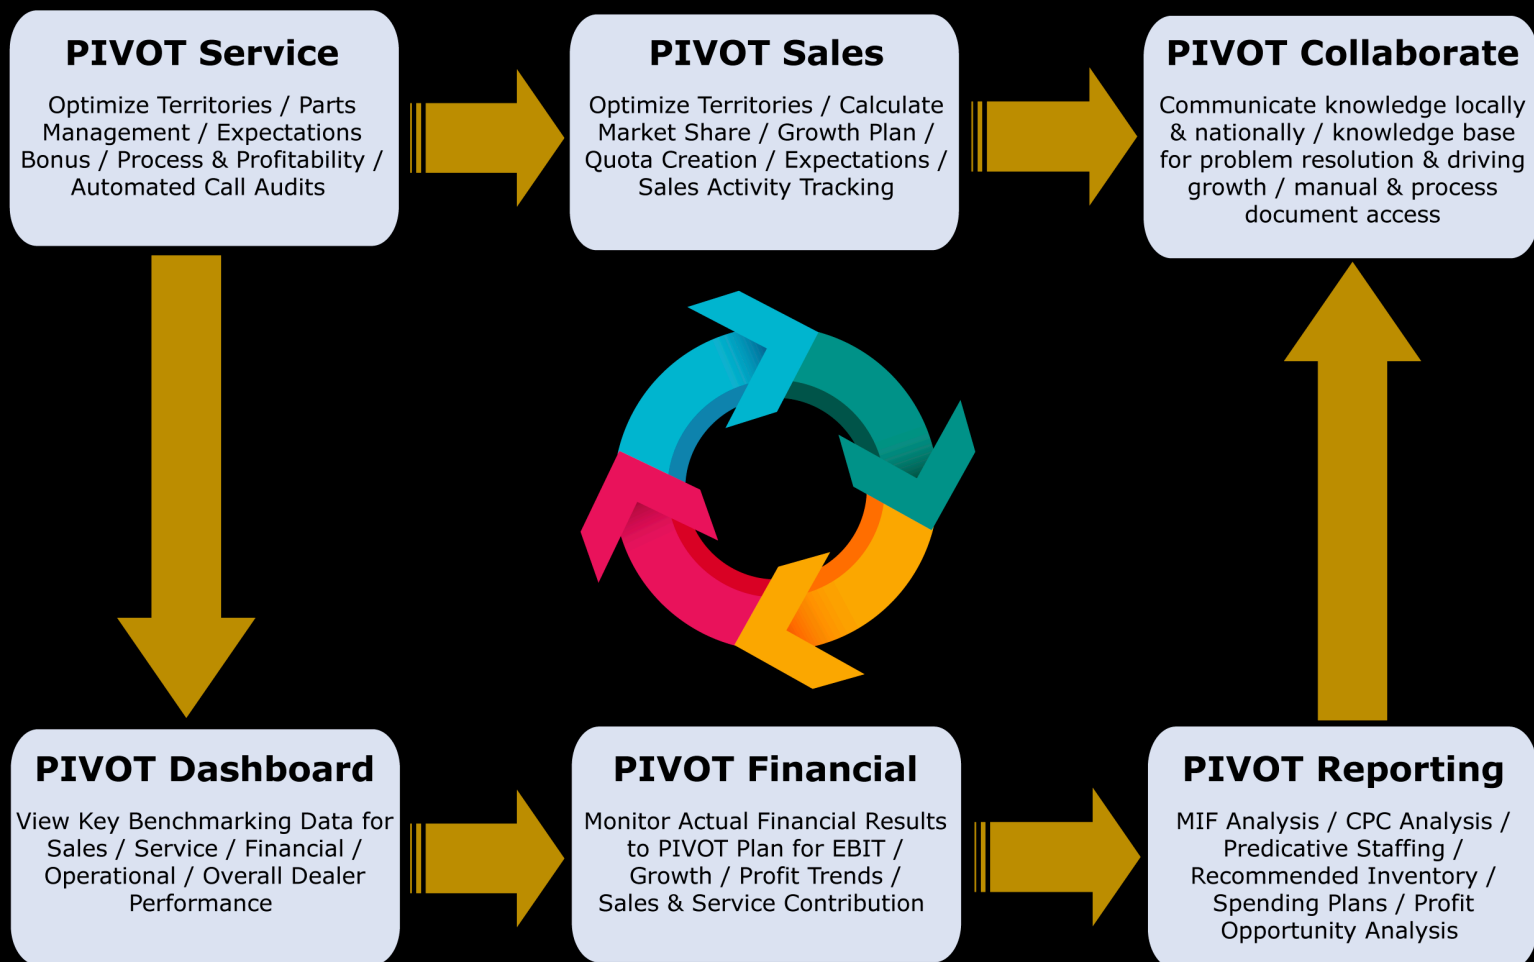 PIVOT Service
Optimize Territories / Parts
Management / Expectations
Bonus / Process & Profitability /
Automated Call Audits
PIVOT Sales
Optimize Territories / Calculate
Market Share / Growth Plan /
Quota Creation / Expectations /
Sales Activity Tracking
PIVOT Collaborate
Communicate knowledge locally
& nationally / knowledge base
for problem resolution & driving
growth / manual & process
document access
PIVOT Dashboard
View Key Benchmarking Data for
Sales / Service / Financial /
Operational / Overall Dealer
Performance
PIVOT Financial
Monitor Actual Financial Results
to PIVOT Plan for EBIT /
Growth / Profit Trends /
Sales & Service Contribution
PIVOT Reporting
MIF Analysis / CPC Analysis /
Predicative Staffing /
Recommended Inventory /
Spending Plans / Profit
Opportunity Analysis